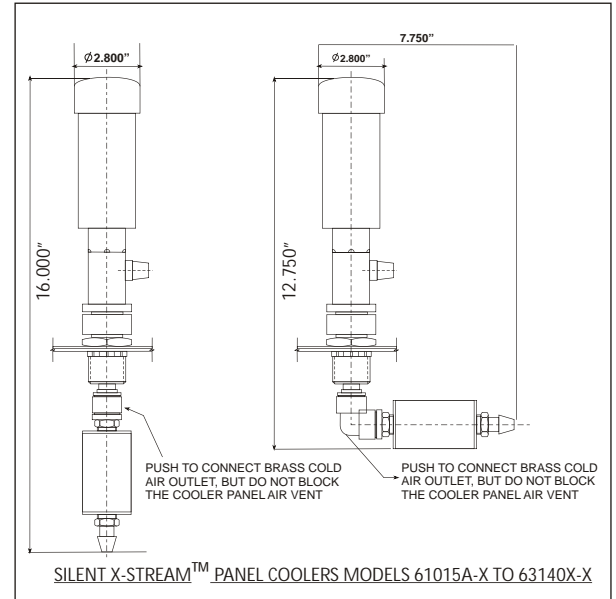 7.750”
Ø2.800”
Ø2.800”
16.000”
12.750”
PUSH TO CONNECT BRASS COLD
AIR OUTLET, BUT DO NOT BLOCK
THE COOLER PANEL AIR VENT
PUSH TO CONNECT BRASS COLD
AIR OUTLET, BUT DO NOT BLOCK
THE COOLER PANEL AIR VENT
SILENT X-STREAM™ PANEL COOLERS MODELS 61015A-X TO 63140X-X